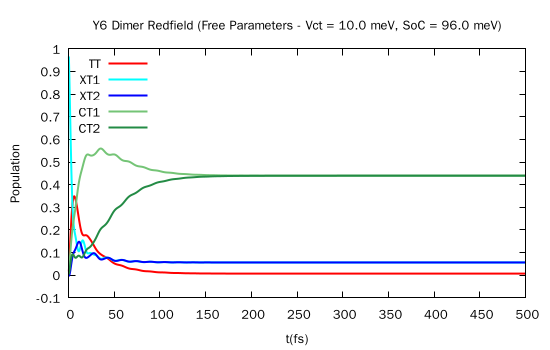 Y6 Dimer Redfield (Free Parameters - Vct = 10.0 meV, SoC = 96.0 meV)
1
0.9
0.8
0.7
0.6
0.5
0.4
0.3
0.2
0.1
0
-0.1
Population
TT
XT1
XT2
CT1
CT2
0 50 100 150 200 250 300 350 400 450 500
t(fs)